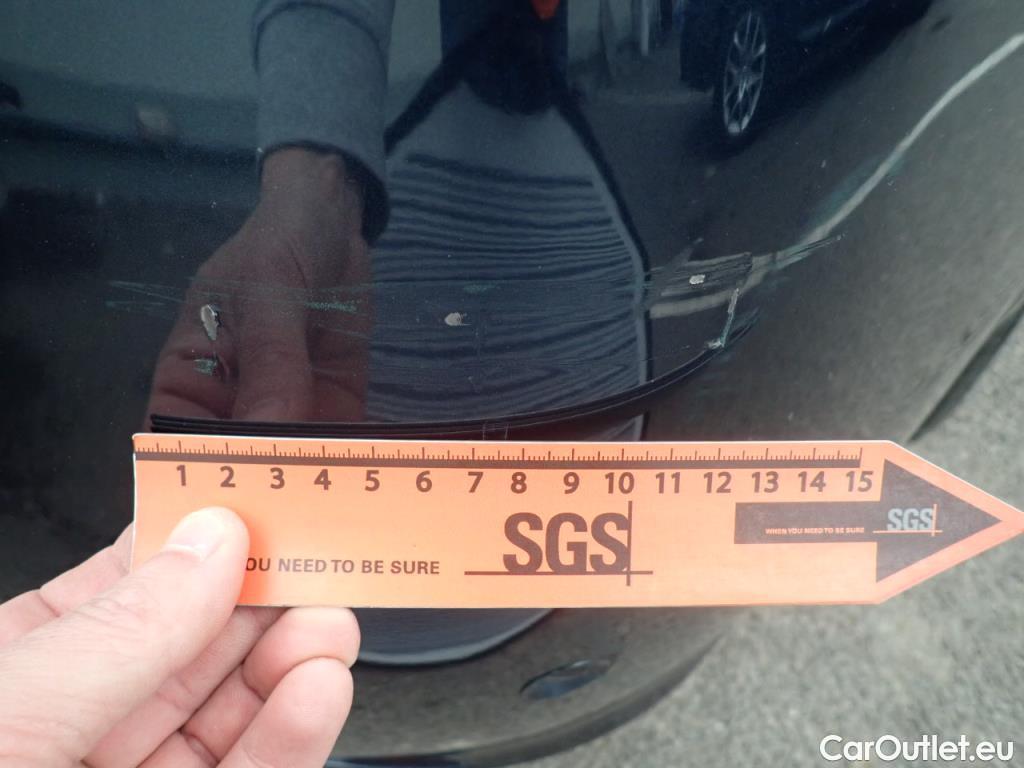 1 2 3 4 5 6 7 8 9 10 11 12 13 14 15
SGS
OU NEED TO BE SURE
WHEN YOU NEED TO BE SURE
SGS
CarOutlet.eu